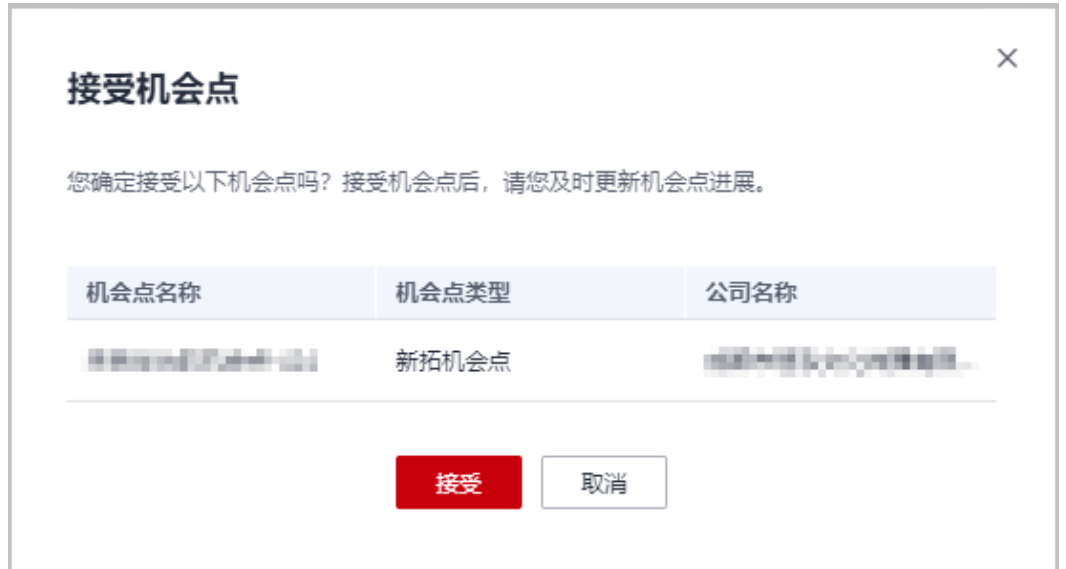 接受机会点
您确定接受以下机会点吗？接受机会点后，请您及时更新机会点进展。
机会点名称 机会点类型 公司名称
新拓机会点
接受 取消